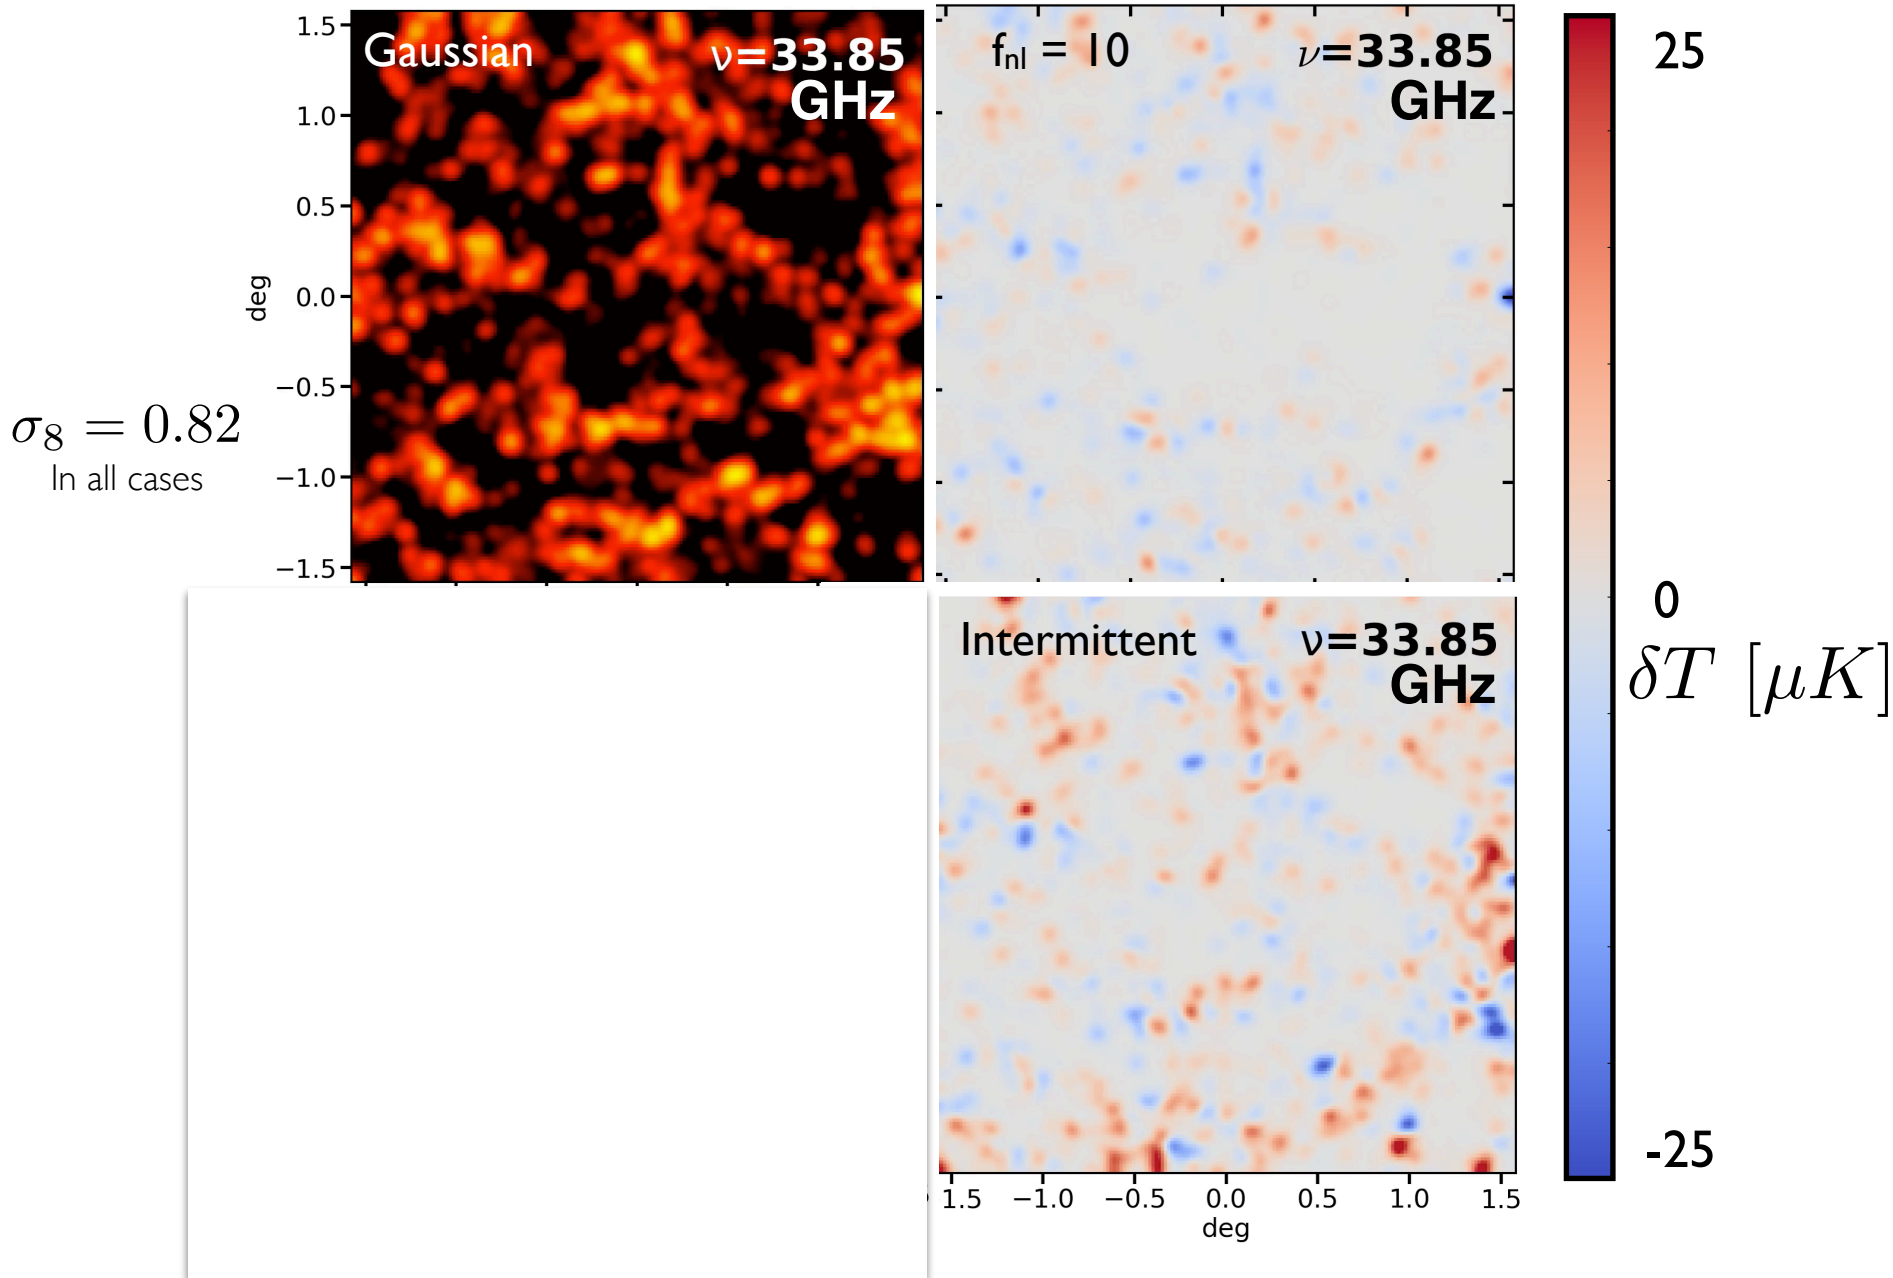 Gaussian
ν=33.85
GHz
1.5
1.0
0.5
0.0
−0.5
−1.0
−1.5
deg
σ8 = 0.82
In all cases
fnl = 10
ν=33.85
GHz
Intermittent
ν=33.85
GHz
1.5 −1.0 −0.5 0.0 0.5 1.0 1.5
deg
25
0
δT [μK]
-25